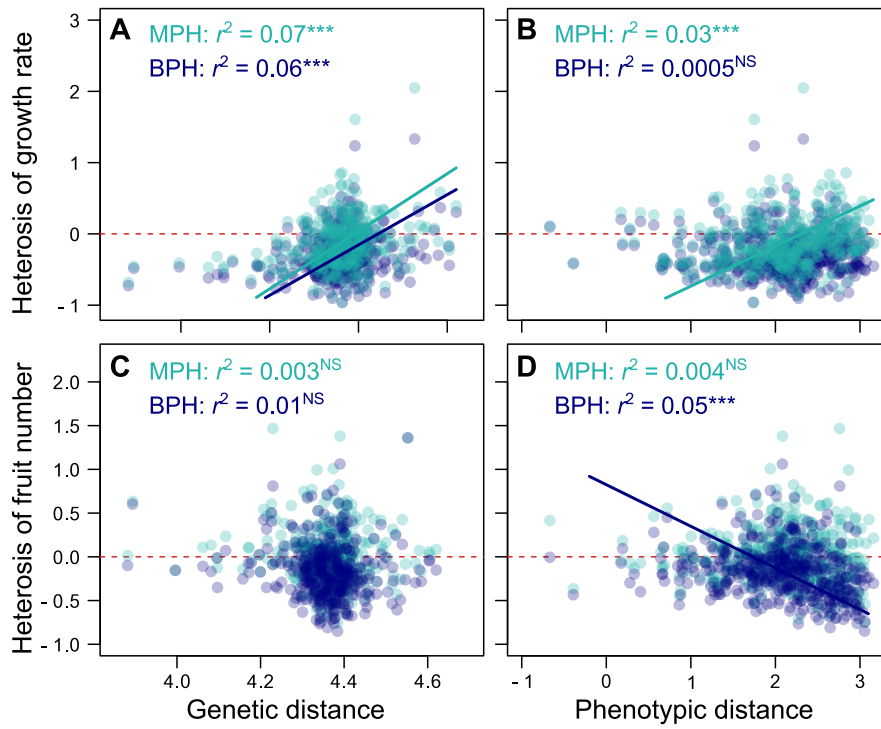 A
MPH: r² = 0.07***
BPH: r² = 0.06***
B
MPH: r² = 0.03***
BPH: r² = 0.0005ᴺˢ
Heterosis of growth rate
3
2
1
0
- 1
C
MPH: r² = 0.003ᴺˢ
BPH: r² = 0.01ᴺˢ
D
MPH: r² = 0.004ᴺˢ
BPH: r² = 0.05***
Heterosis of fruit number
2.0
1.5
1.0
0.5
0.0
- 0.5
- 1.0
4.0 4.2 4.4 4.6
- 1 0 1 2 3
Genetic distance
Phenotypic distance